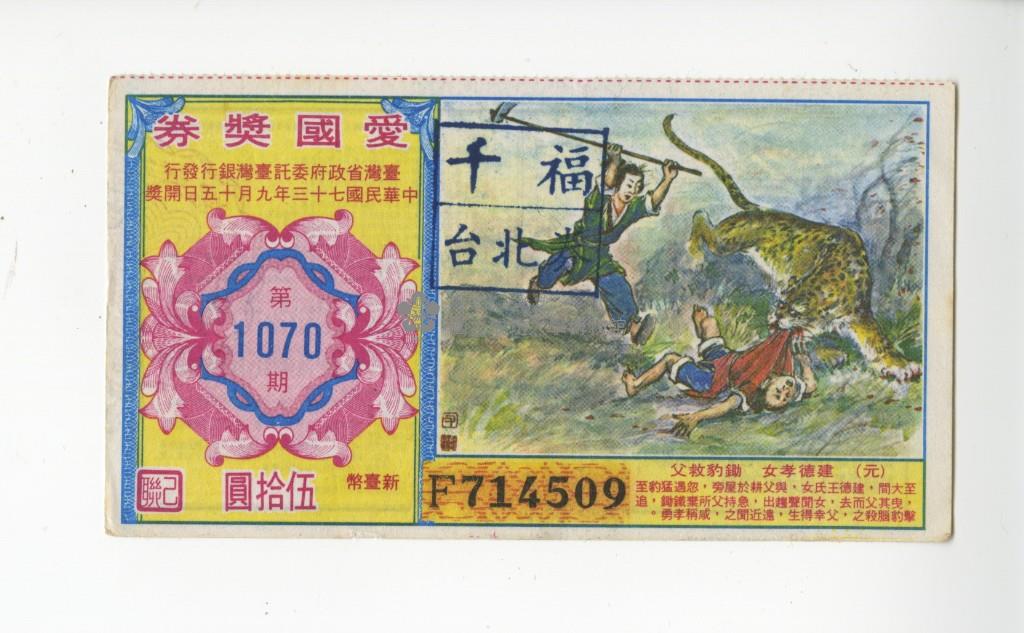 愛國獎券
臺灣省政府委託臺灣銀行發行
中華民國七十三年九月十五日開獎
第
1070
期
新臺幣
伍拾圓
己聯
千福
台北
F714509
（元） 建德孝女 鋤豹救父
至大間，建德王氏女，與父耕於屋旁，忽遇猛豹至
，曳其父而去，女聞聲趨出，急持父所棄鐵鋤，追
擊豹腦殺之，父幸得生，遠近聞之，咸稱孝勇。